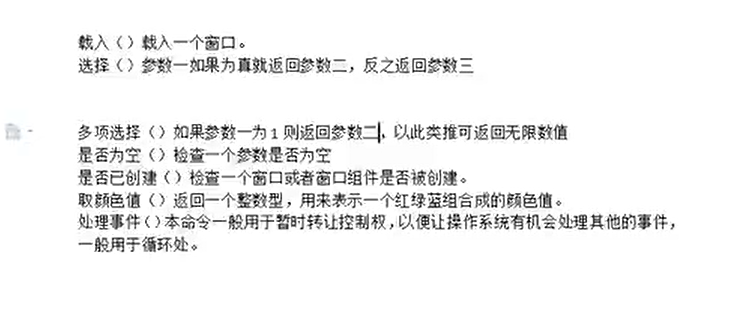 载入（）载入一个窗口。
选择（）参数一如果为真就返回参数二，反之返回参数三
多项选择（）如果参数一为 1 则返回参数二、以此类推可返回无限数值
是否为空（）检查一个参数是否为空
是否已创建（）检查一个窗口或者窗口组件是否被创建。
取颜色值（）返回一个整数型，用来表示一个红绿蓝组合成的颜色值。
处理事件（）本命令一般用于暂时转让控制权，以便让操作系统有机会处理其他的事件，
一般用于循环处。